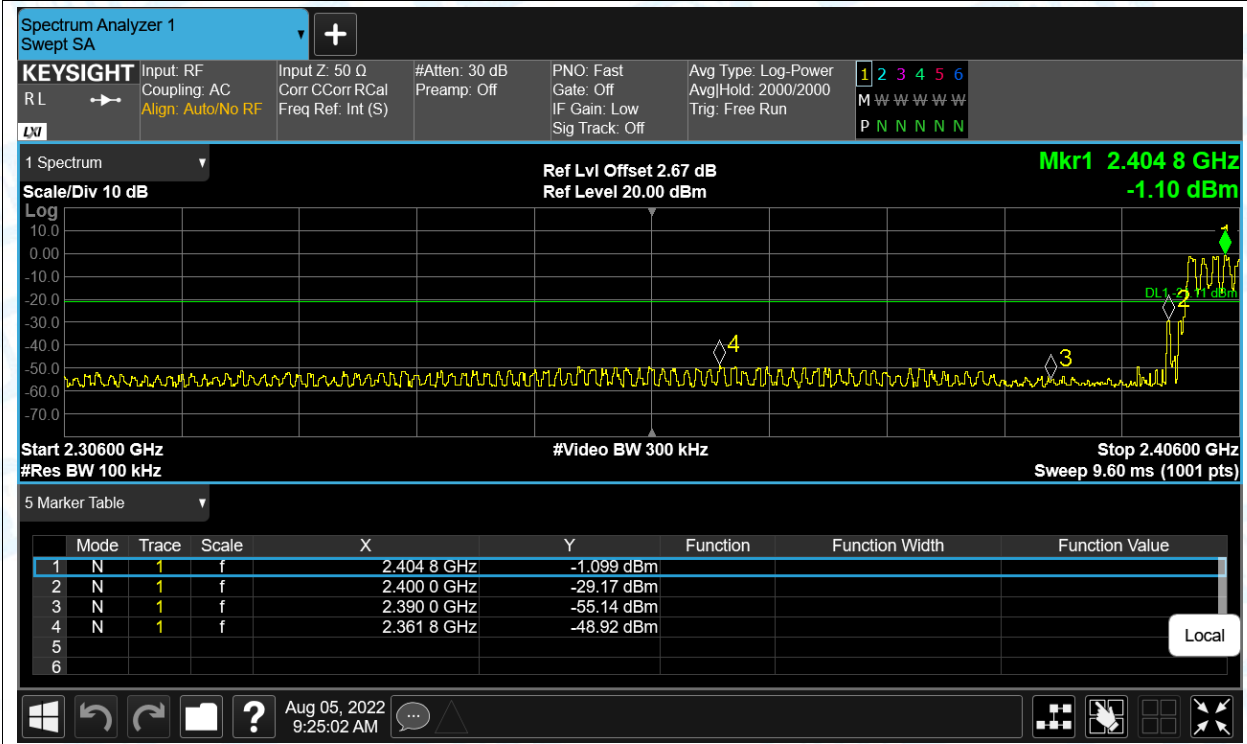 Spectrum Analyzer 1
Swept SA
+
KEYSIGHT Input: RF Input Z: 50 Ω #Atten: 30 dB PNO: Fast Avg Type: Log-Power 1 2 3 4 5 6
R L Coupling: AC Corr CCorr RCal Preamp: Off Gate: Off Avg|Hold: 2000/2000 M W W W W W
Align: Auto/No RF Freq Ref: Int (S) IF Gain: Low Trig: Free Run
LXI Sig Track: Off P N N N N N N
1 Spectrum Ref Lvl Offset 2.67 dB Mkr1 2.404 8 GHz
Scale/Div 10 dB Ref Level 20.00 dBm -1.10 dBm
Log
10.0
0.00
-10.0
-20.0
-30.0
-40.0
-50.0
-60.0
-70.0
1
2
4
3
Start 2.30600 GHz #Video BW 300 kHz Stop 2.40600 GHz
#Res BW 100 kHz Sweep 9.60 ms (1001 pts)
5 Marker Table
Mode Trace Scale X Y Function Function Width Function Value
1 N 1 f 2.404 8 GHz -1.099 dBm
2 N 1 f 2.400 0 GHz -29.17 dBm
3 N 1 f 2.390 0 GHz -55.14 dBm
4 N 1 f 2.361 8 GHz -48.92 dBm
5
6
Local
? Aug 05, 2022
9:25:02 AM